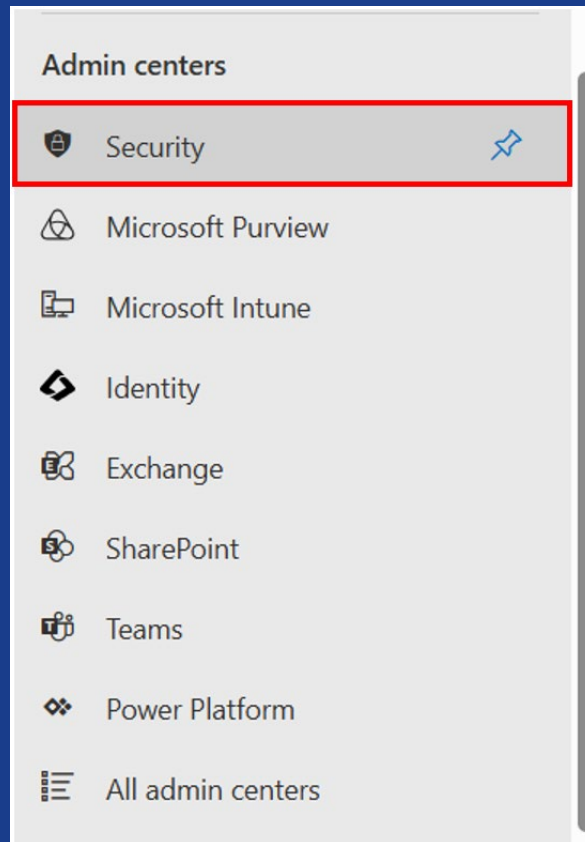 Admin centers
Security
Microsoft Purview
Microsoft Intune
Identity
Exchange
SharePoint
Teams
Power Platform
All admin centers